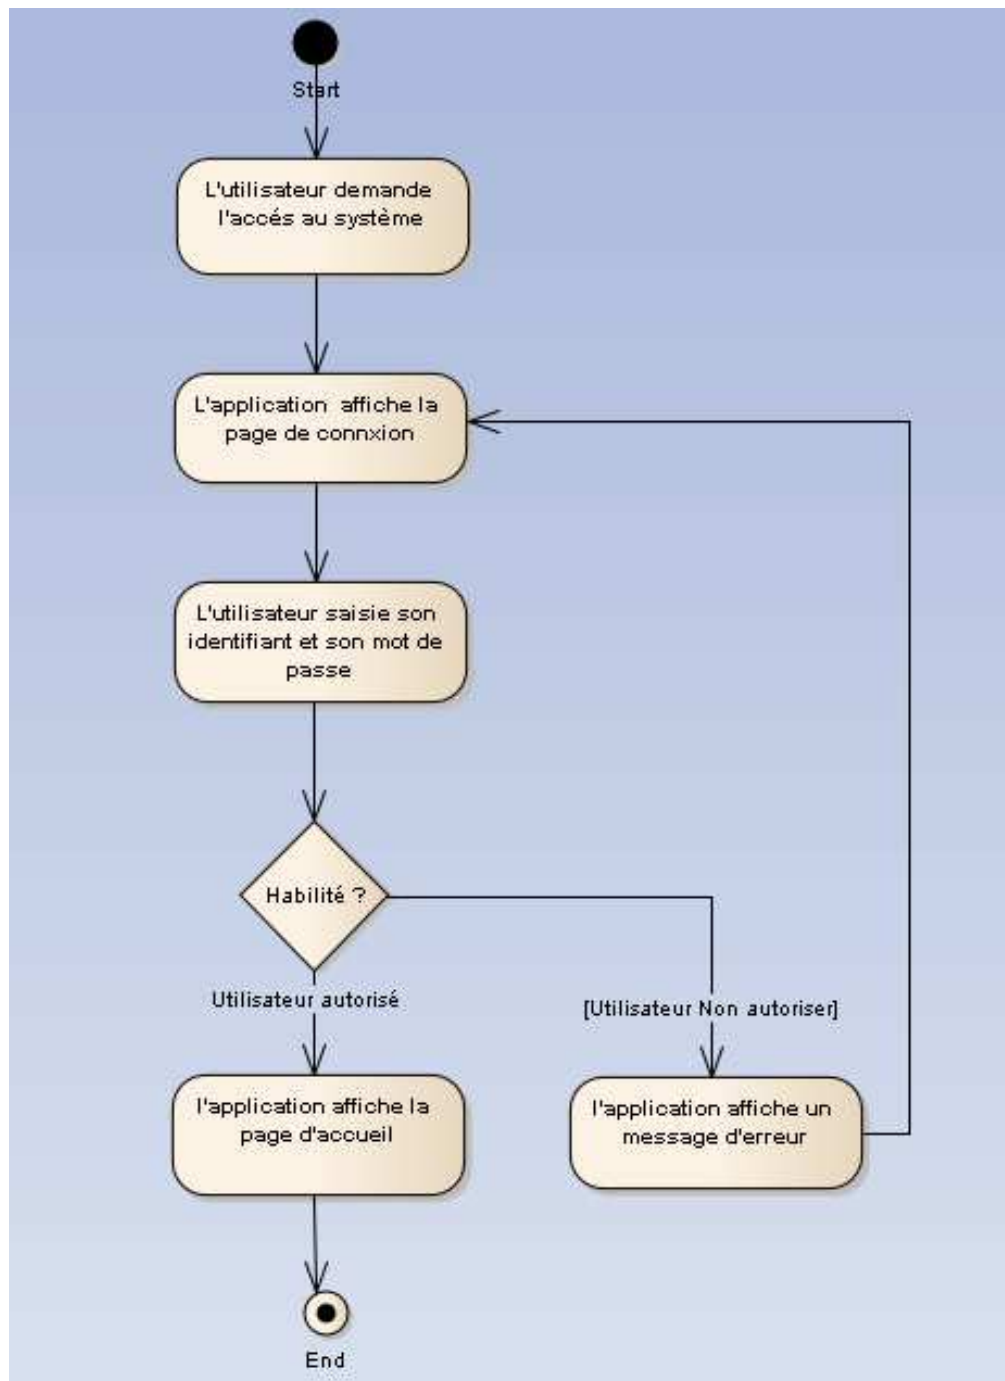 Start
L'utilisateur demande
l'accés au système
L'application affiche la
page de connxion
L'utilisateur saisie son
identifiant et son mot de
passe
Habilité ?
Utilisateur autorisé
[Utilisateur Non autoriser]
l'application affiche la
page d'accueil
l'application affiche un
message d'erreur
End